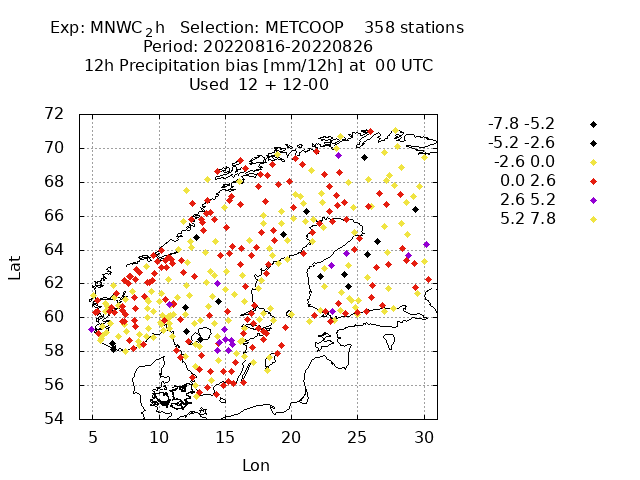 Exp: MNWC_2h Selection: METCOOP 358 stations
Period: 20220816-20220826
12h Precipitation bias [mm/12h] at 00 UTC
Used 12 + 12-00
72
70
68
66
64
62
60
58
56
54
5 10 15 20 25 30
Lat
Lon
-7.8 -5.2
-5.2 -2.6
-2.6 0.0
0.0 2.6
2.6 5.2
5.2 7.8